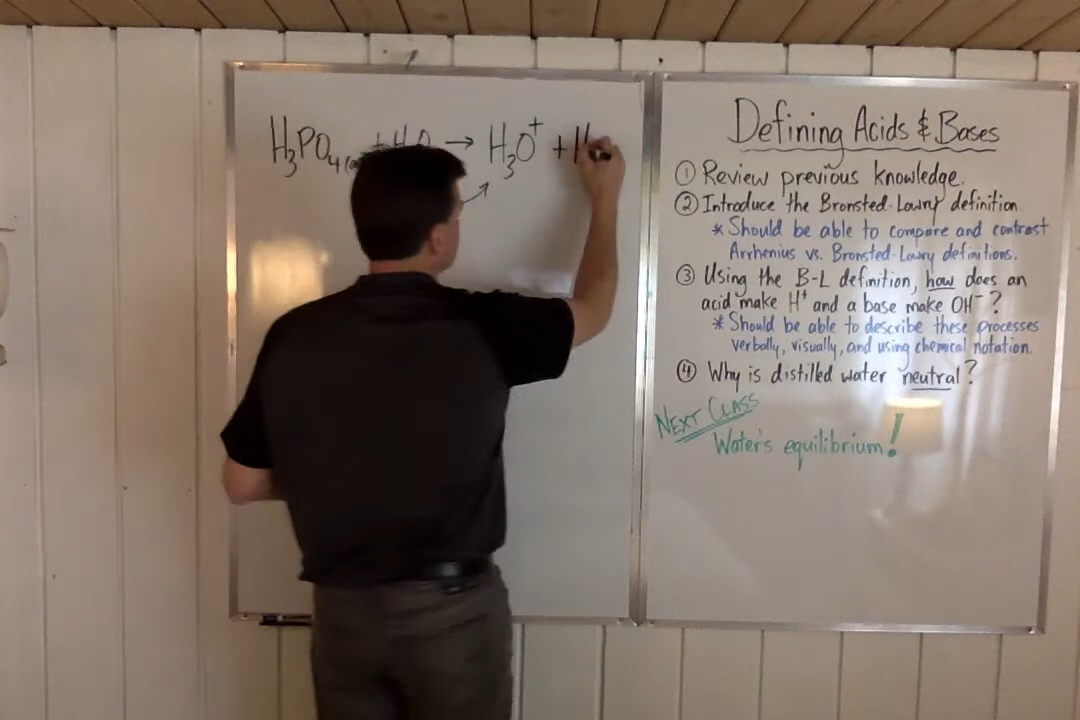 H₃PO₄ + H₂O → H₃O⁺ + H
Defining Acids & Bases
① Review previous knowledge.
② Introduce the Bronsted-Lowry definition
* Should be able to compare and contrast
Arrhenius vs. Bronsted-Lowry definitions.
③ Using the B-L definition, how does an
acid make H⁺ and a base make OH⁻?
* Should be able to describe these processes
verbally, visually, and using chemical notation.
④ Why is distilled water neutral?
NEXT CLASS
Water's equilibrium!